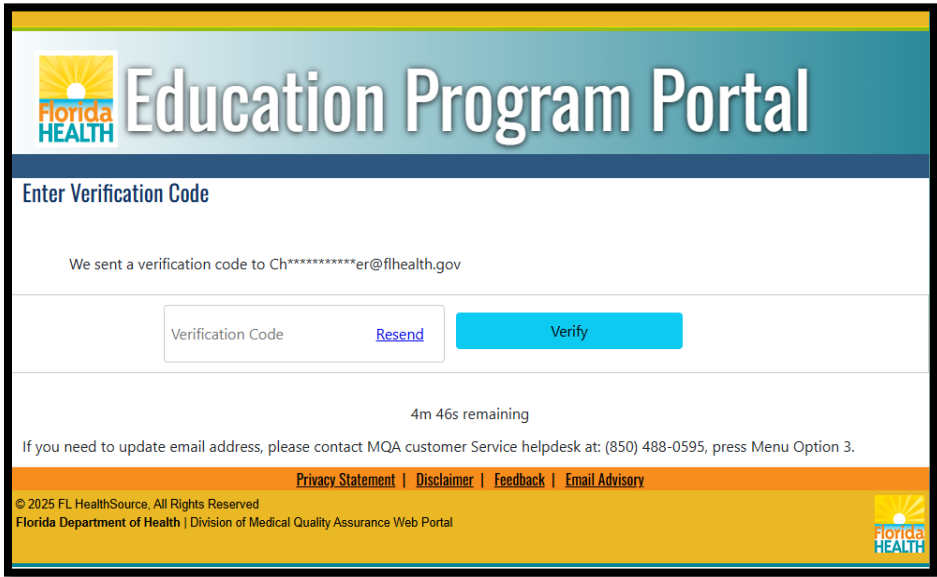 Florida
HEALTH
Education Program Portal
Enter Verification Code
We sent a verification code to Ch***********er@flhealth.gov
Verification Code Resend Verify
4m 46s remaining
If you need to update email address, please contact MQA customer Service helpdesk at: (850) 488-0595, press Menu Option 3.
Privacy Statement | Disclaimer | Feedback | Email Advisory
© 2025 FL HealthSource, All Rights Reserved
Florida Department of Health | Division of Medical Quality Assurance Web Portal
Florida
HEALTH